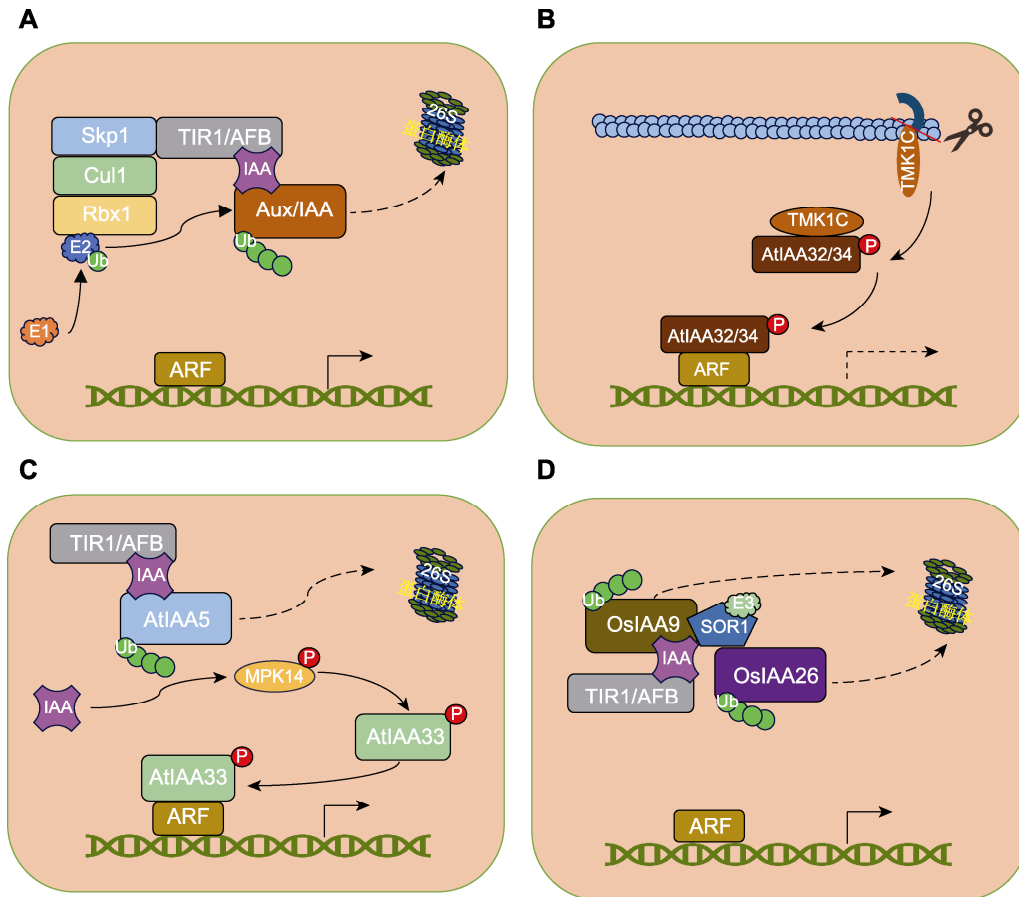 A
Skp1
TIR1/AFB
26S
蛋白酶体
Cul1
IAA
Rbx1
Aux/IAA
E2
Ub
Ub
E1
ARF
B
TMK1C
TMK1C
AtIAA32/34
P
AtIAA32/34
P
ARF
C
TIR1/AFB
IAA
26S
蛋白酶体
AtIAA5
Ub
P
MPK14
IAA
P
AtIAA33
P
AtIAA33
ARF
D
Ub
E3
26S
蛋白酶体
OsIAA9
SOR1
IAA
TIR1/AFB
OsIAA26
Ub
ARF